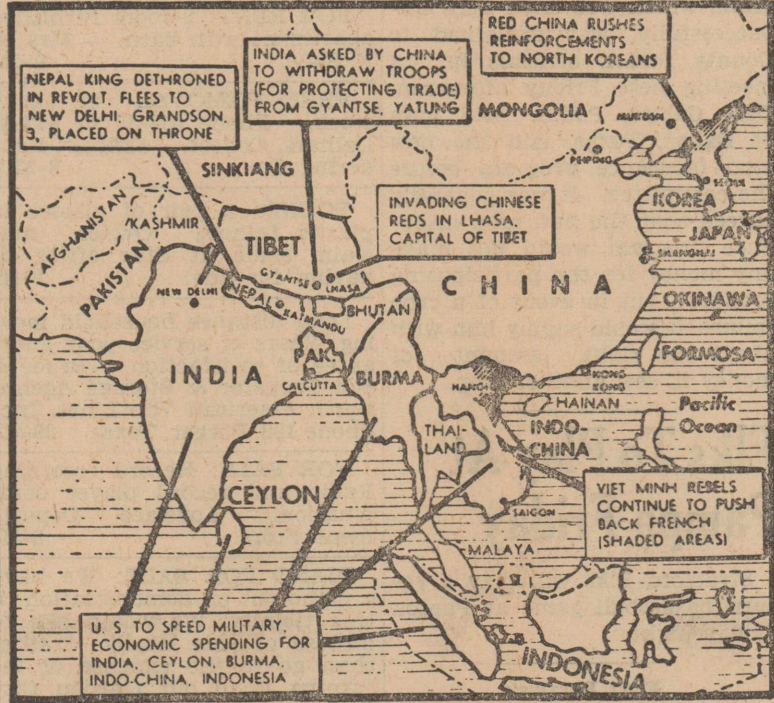 RED CHINA RUSHES
REINFORCEMENTS
TO NORTH KOREANS
INDIA ASKED BY CHINA
TO WITHDRAW TROOPS
(FOR PROTECTING TRADE)
FROM GYANTSE, YATUNG
NEPAL KING DETHRONED
IN REVOLT, FLEES TO
NEW DELHI; GRANDSON,
3, PLACED ON THRONE
MONGOLIA
MUKDEN
PEIPING
SINKIANG
INVADING CHINESE
REDS IN LHASA,
CAPITAL OF TIBET
SEOUL
KOREA
JAPAN
AFGHANISTAN
KASHMIR
PAKISTAN
TIBET
SHANGHAI
GYANTSE
LHASA
CHINA
NEW DELHI
NEPAL
KATMANDU
BHUTAN
OKINAWA
PAK.
INDIA
CALCUTTA
BURMA
HANOI
HONG
KONG
FORMOSA
HAINAN
Pacific
Ocean
THAI-
LAND
INDO-
CHINA
CEYLON
SAIGON
VIET MINH REBELS
CONTINUE TO PUSH
BACK FRENCH
(SHADED AREAS)
MALAYA
U. S. TO SPEED MILITARY,
ECONOMIC SPENDING FOR
INDIA, CEYLON, BURMA,
INDO-CHINA, INDONESIA
INDONESIA